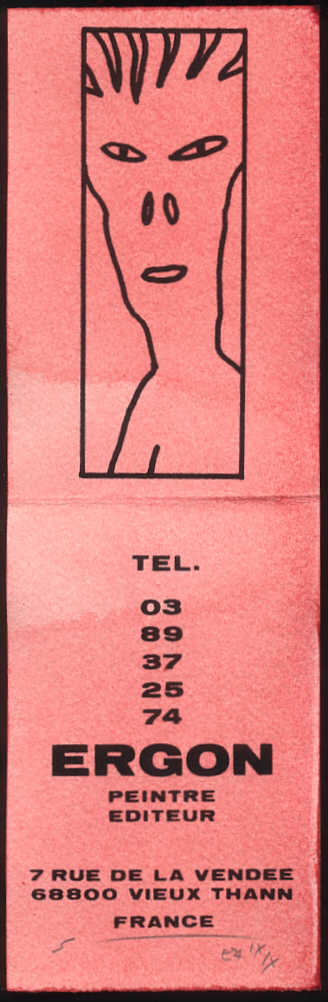 TEL.
03
89
37
25
74
ERGON
PEINTRE
EDITEUR
7 RUE DE LA VENDEE
68800 VIEUX THANN
FRANCE